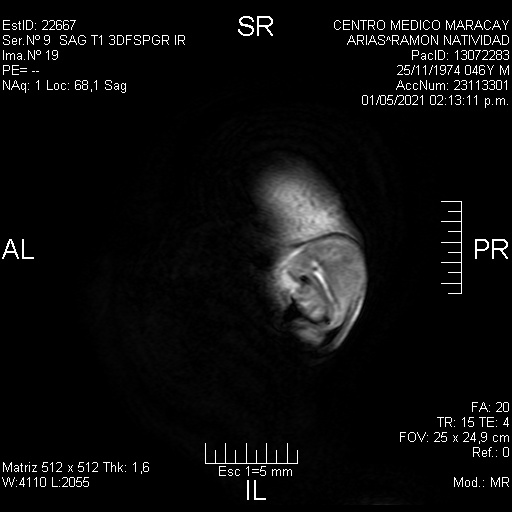 EstID: 22667
Ser.Nº 9 SAG T1 3DFSPGR IR
Ima.Nº 19
PE= --
NAq: 1 Loc: 68,1 Sag
SR
CENTRO MEDICO MARACAY
ARIAS^RAMON NATIVIDAD
PacID: 13072283
25/11/1974 046Y M
AccNum: 23113301
01/05/2021 02:13:11 p.m.
AL
PR
FA: 20
TR: 15 TE: 4
FOV: 25 x 24,9 cm
Ref.: 0
Matriz 512 x 512 Thk: 1,6
W:4110 L:2055
Esc 1=5 mm
IL
Mod.: MR